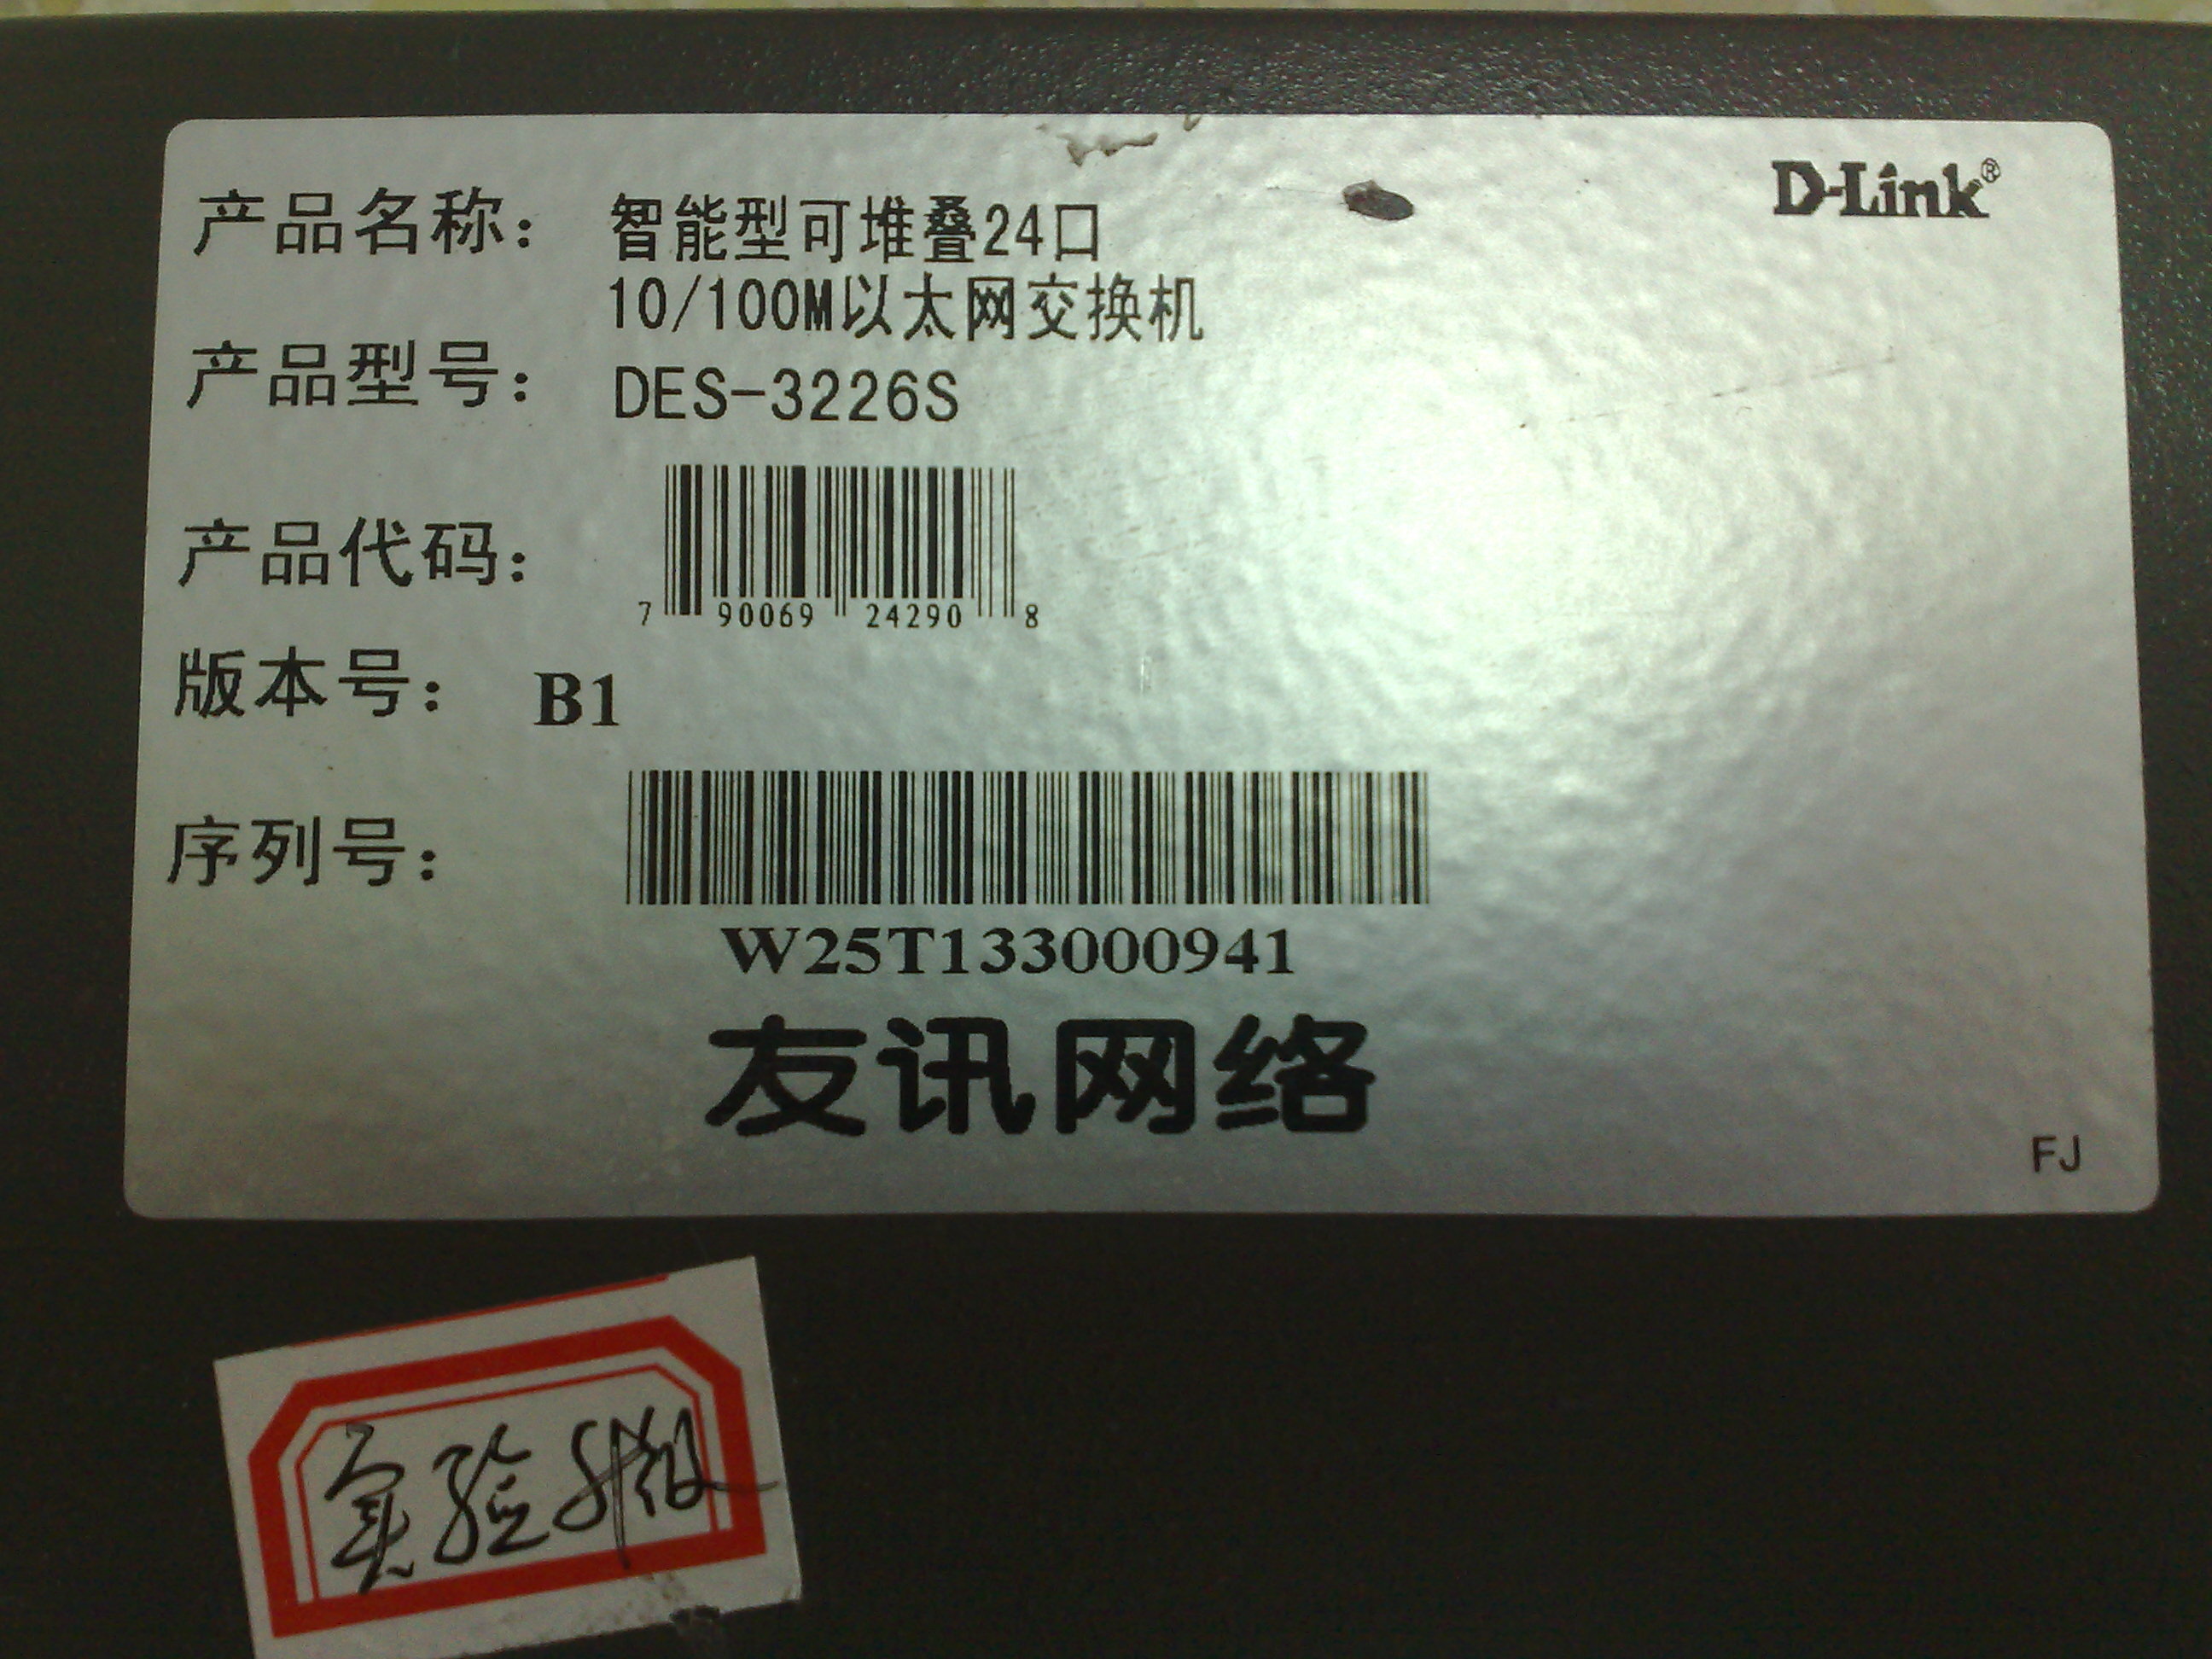 D-Link®
产品名称： 智能型可堆叠24口
10/100M以太网交换机
产品型号： DES-3226S
产品代码： 7 90069 24290 8
版本号： B1
序列号：
W25T133000941
友讯网络
FJ
实验